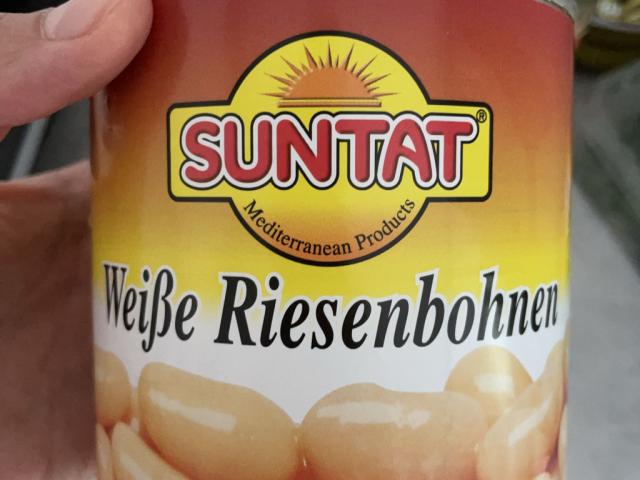 SUNTAT®
Mediterranean Products
Weiße Riesenbohnen